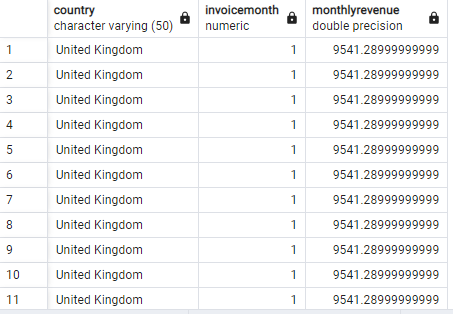 country invoicemonth monthlyrevenue
character varying (50) numeric double precision
1 United Kingdom 1 9541.28999999999
2 United Kingdom 1 9541.28999999999
3 United Kingdom 1 9541.28999999999
4 United Kingdom 1 9541.28999999999
5 United Kingdom 1 9541.28999999999
6 United Kingdom 1 9541.28999999999
7 United Kingdom 1 9541.28999999999
8 United Kingdom 1 9541.28999999999
9 United Kingdom 1 9541.28999999999
10 United Kingdom 1 9541.28999999999
11 United Kingdom 1 9541.28999999999